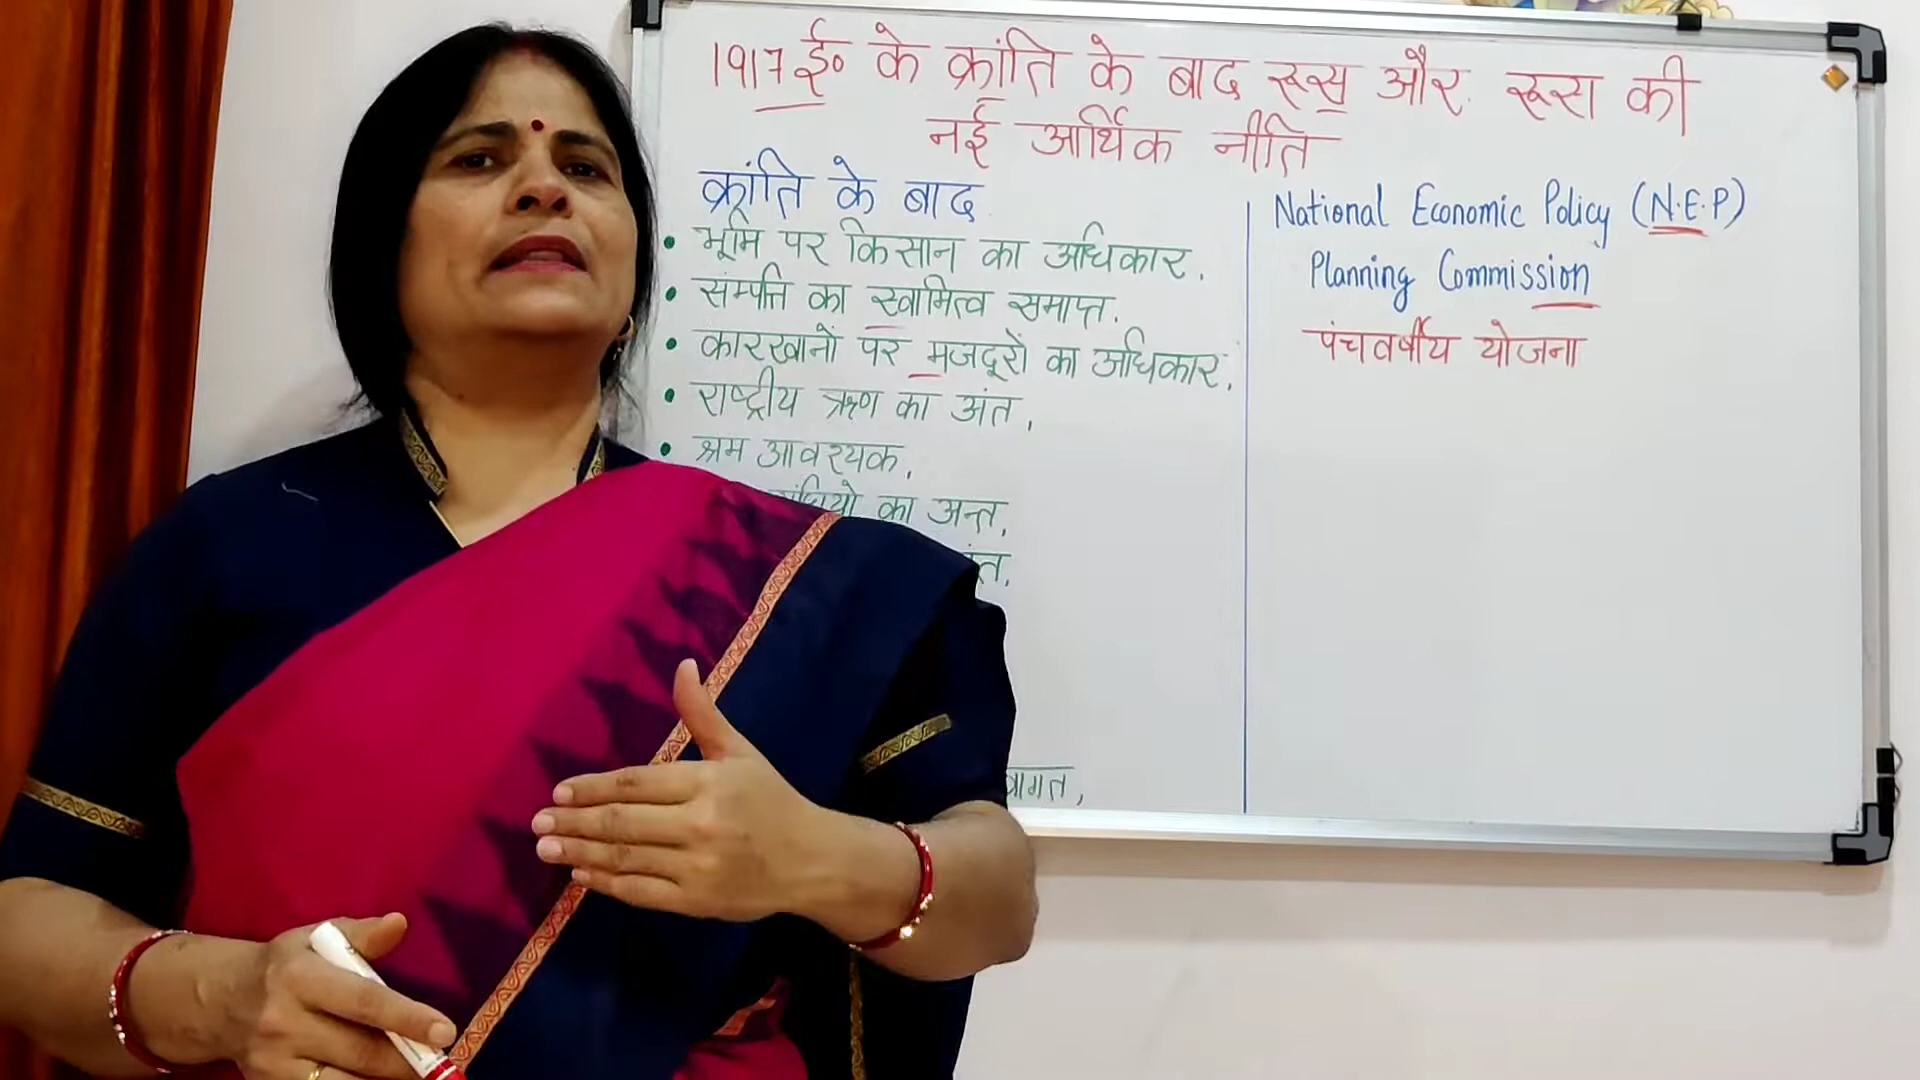 1917 ई० के क्रांति के बाद रूस और रूस की
नई आर्थिक नीति
क्रांति के बाद
• भूमि पर किसान का अधिकार.
• संम्पत्ति का स्वामित्व समाप्त.
• कारखानों पर मजदूरों का अधिकार.
• राष्ट्रीय ऋण का अंत,
• श्रम आवश्यक,
का अन्त,
National Economic Policy (N.E.P)
Planning Commission
पंचवर्षीय योजना